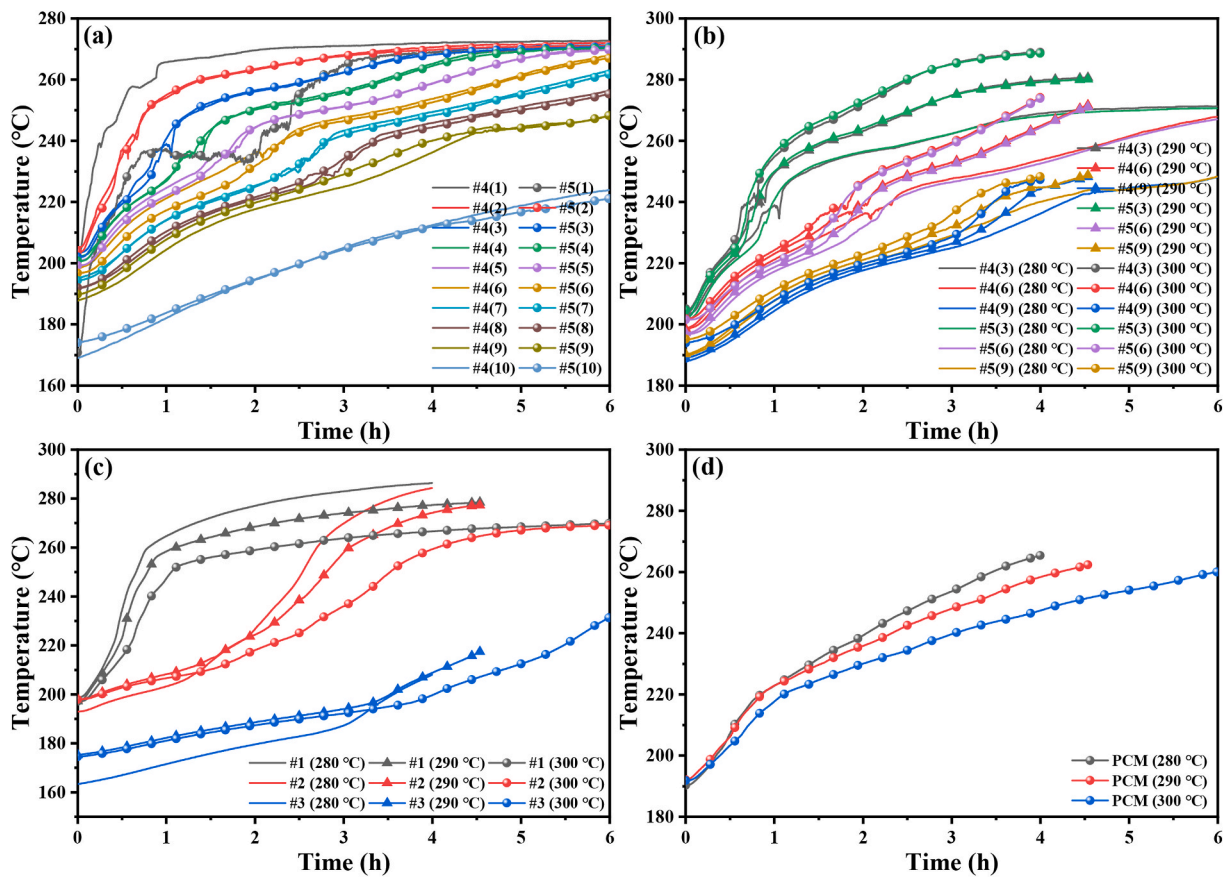 (a)
Temperature (℃)
280
260
240
220
200
180
160
0
1
2
3
4
5
6
Time (h)
#4(1) #5(1)
#4(2) #5(2)
#4(3) #5(3)
#4(4) #5(4)
#4(5) #5(5)
#4(6) #5(6)
#4(7) #5(7)
#4(8) #5(8)
#4(9) #5(9)
#4(10) #5(10)
(b)
Temperature (℃)
300
280
260
240
220
200
180
0
1
2
3
4
5
6
Time (h)
#4(3) (290 ℃)
#4(6) (290 ℃)
#4(9) (290 ℃)
#5(3) (290 ℃)
#5(6) (290 ℃)
#5(9) (290 ℃)
#4(3) (280 ℃) #4(3) (300 ℃)
#4(6) (280 ℃) #4(6) (300 ℃)
#4(9) (280 ℃) #4(9) (300 ℃)
#5(3) (280 ℃) #5(3) (300 ℃)
#5(6) (280 ℃) #5(6) (300 ℃)
#5(9) (280 ℃) #5(9) (300 ℃)
(c)
Temperature (℃)
300
280
260
240
220
200
180
160
0
1
2
3
4
5
6
Time (h)
#1 (280 ℃) #1 (290 ℃) #1 (300 ℃)
#2 (280 ℃) #2 (290 ℃) #2 (300 ℃)
#3 (280 ℃) #3 (290 ℃) #3 (300 ℃)
(d)
Temperature (℃)
300
280
260
240
220
200
180
0
1
2
3
4
5
6
Time (h)
PCM (280 ℃)
PCM (290 ℃)
PCM (300 ℃)